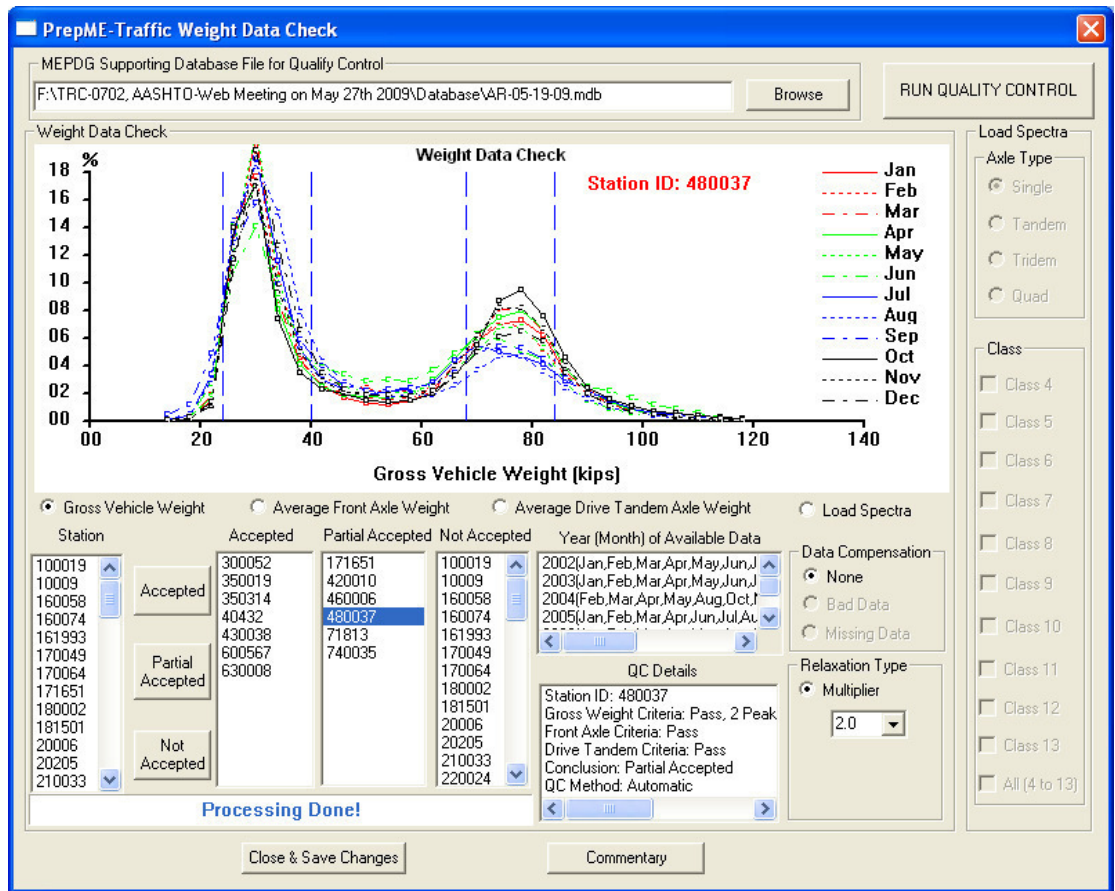 PrepME-Traffic Weight Data Check
MEPDG Supporting Database File for Qualify Control
F:\TRC-0702, AASHTO-Web Meeting on May 27th 2009\Database\AR-05-19-09.mdb
Browse
RUN QUALITY CONTROL
Weight Data Check
Weight Data Check
Station ID: 480037
%
18
16
14
12
10
08
06
04
02
00
00 20 40 60 80 100 120 140
Gross Vehicle Weight (kips)
Jan
Feb
Mar
Apr
May
Jun
Jul
Aug
Sep
Oct
Nov
Dec
Load Spectra
Axle Type
Single
Tandem
Tridem
Quad
Class
Class 4
Class 5
Class 6
Class 7
Class 8
Class 9
Class 10
Class 11
Class 12
Class 13
All (4 to 13)
Gross Vehicle Weight
Average Front Axle Weight
Average Drive Tandem Axle Weight
Load Spectra
Station
100019
10009
160058
160074
161993
170049
170064
171651
180002
181501
20006
20205
210033
Accepted
Partial
Accepted
Not
Accepted
Accepted
300052
350019
350314
40432
430038
600567
630008
Partial Accepted
171651
420010
460006
480037
71813
740035
Not Accepted
100019
10009
160058
160074
161993
170049
170064
180002
181501
20006
20205
210033
220024
Year (Month) of Available Data
2002(Jan,Feb,Mar,Apr,May,Jun,J
2003(Jan,Feb,Mar,Apr,May,Jun,J
2004(Feb,Mar,Apr,May,Aug,Oct,
2005(Jan,Feb,Mar,Apr,Jun,Jul,Au
QC Details
Station ID: 480037
Gross Weight Criteria: Pass, 2 Peak
Front Axle Criteria: Pass
Drive Tandem Criteria: Pass
Conclusion: Partial Accepted
QC Method: Automatic
Data Compensation
None
Bad Data
Missing Data
Relaxation Type
Multiplier
2.0
Processing Done!
Close & Save Changes
Commentary